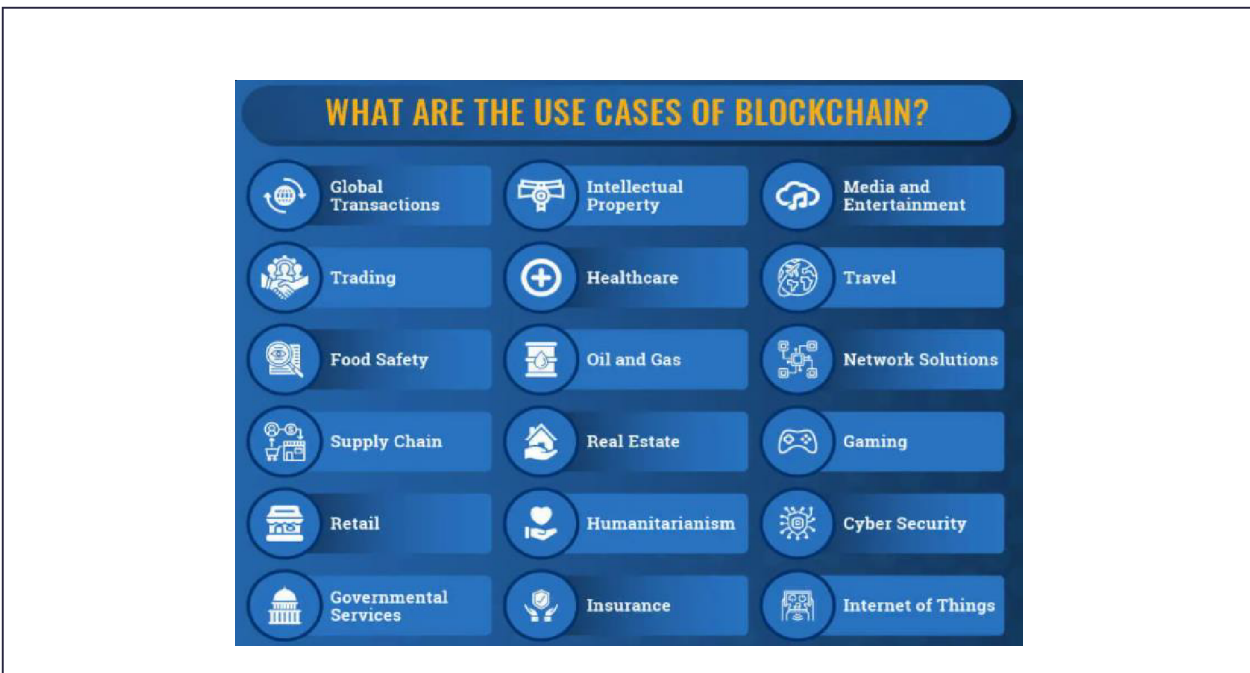 WHAT ARE THE USE CASES OF BLOCKCHAIN?
Global
Transactions
Intellectual
Property
Media and
Entertainment
Trading
Healthcare
Travel
Food Safety
Oil and Gas
Network Solutions
Supply Chain
Real Estate
Gaming
Retail
Humanitarianism
Cyber Security
Governmental
Services
Insurance
Internet of Things